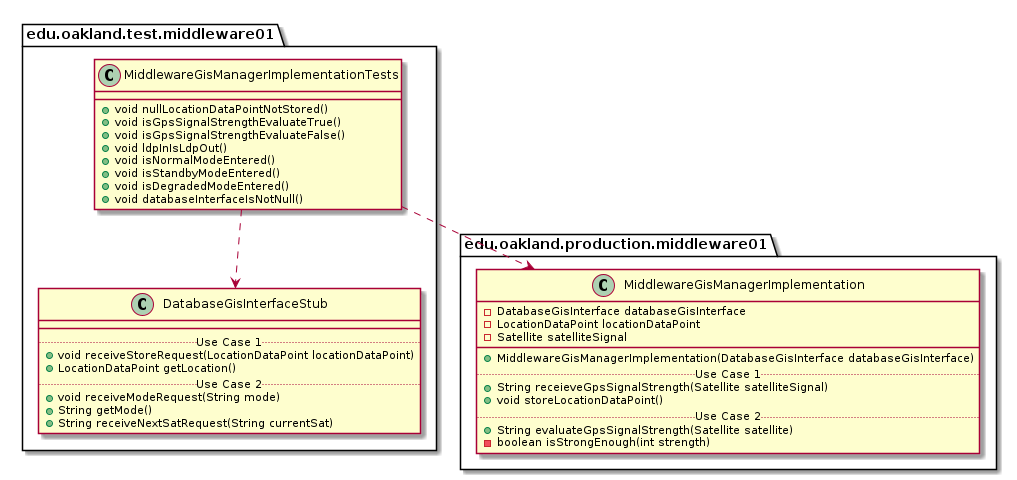 edu.oakland.test.middleware01
C MiddlewareGisManagerImplementationTests
void nullLocationDataPointNotStored()
void isGpsSignalStrengthEvaluateTrue()
void isGpsSignalStrengthEvaluateFalse()
void ldpInIsLdpOut()
void isNormalModeEntered()
void isStandbyModeEntered()
void isDegradedModeEntered()
void databaseInterfaceIsNotNull()
C DatabaseGisInterfaceStub
Use Case 1
void receiveStoreRequest(LocationDataPoint locationDataPoint)
LocationDataPoint getLocation()
Use Case 2
void receiveModeRequest(String mode)
String getMode()
String receiveNextSatRequest(String currentSat)
edu.oakland.production.middleware01
C MiddlewareGisManagerImplementation
DatabaseGisInterface databaseGisInterface
LocationDataPoint locationDataPoint
Satellite satelliteSignal
MiddlewareGisManagerImplementation(DatabaseGisInterface databaseGisInterface)
Use Case 1
String receieveGpsSignalStrength(Satellite satelliteSignal)
void storeLocationDataPoint()
Use Case 2
String evaluateGpsSignalStrength(Satellite satellite)
boolean isStrongEnough(int strength)